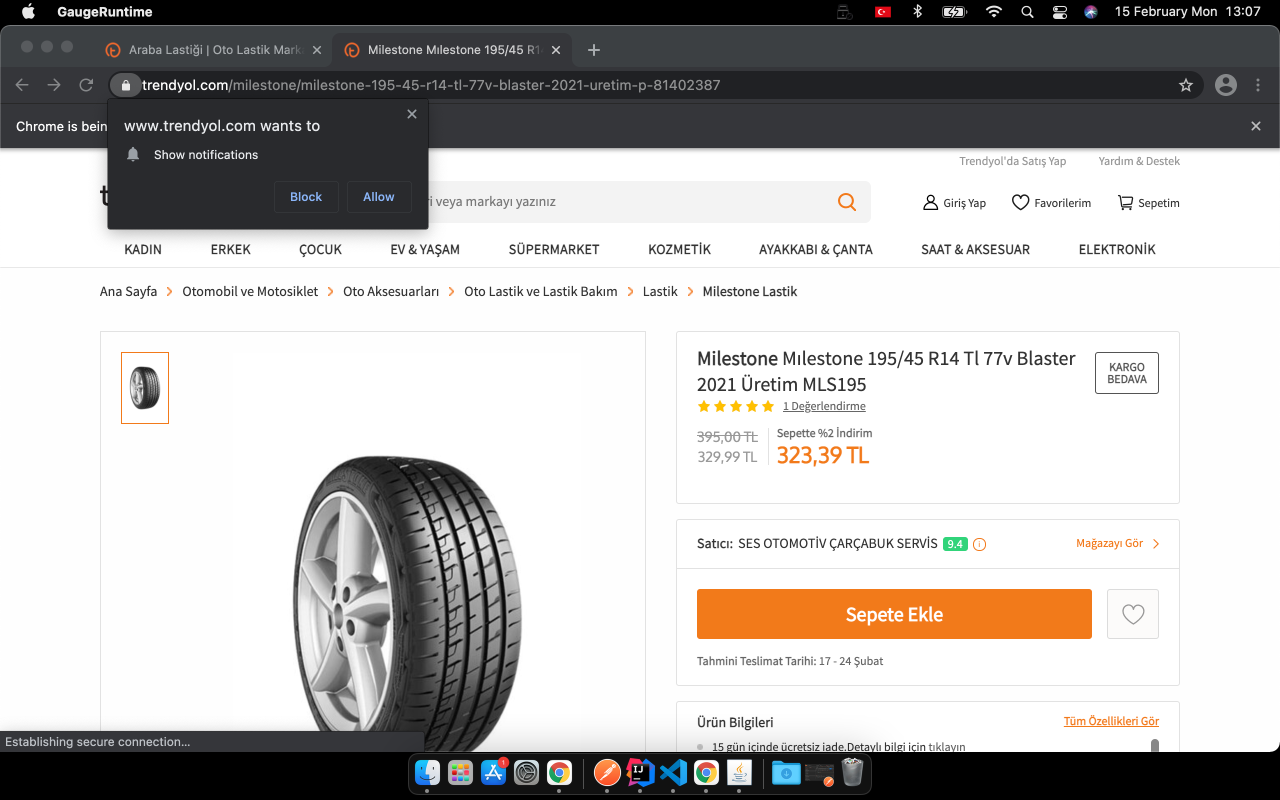 GaugeRuntime
15 February Mon 13:07
Araba Lastiği | Oto Lastik Mark
Milestone Mılestone 195/45 R1
trendyol.com/milestone/milestone-195-45-r14-tl-77v-blaster-2021-uretim-p-81402387
Chrome is bein
www.trendyol.com wants to
Show notifications
Block
Allow
Trendyol'da Satış Yap
Yardım & Destek
veya markayı yazınız
Giriş Yap
Favorilerim
Sepetim
KADIN
ERKEK
ÇOCUK
EV & YAŞAM
SÜPERMARKET
KOZMETİK
AYAKKABI & ÇANTA
SAAT & AKSESUAR
ELEKTRONİK
Ana Sayfa
Otomobil ve Motosiklet
Oto Aksesuarları
Oto Lastik ve Lastik Bakım
Lastik
Milestone Lastik
Milestone Mılestone 195/45 R14 Tl 77v Blaster
2021 Üretim MLS195
KARGO
BEDAVA
1 Değerlendirme
395,00 TL
329,99 TL
Sepette %2 İndirim
323,39 TL
Satıcı: SES OTOMOTİV ÇARÇABUK SERVİS 9.4
Mağazayı Gör
Sepete Ekle
Tahmini Teslimat Tarihi: 17 - 24 Şubat
Ürün Bilgileri
Tüm Özellikleri Gör
15 gün içinde ücretsiz iade.Detaylı bilgi için tıklayın
Establishing secure connection...
1